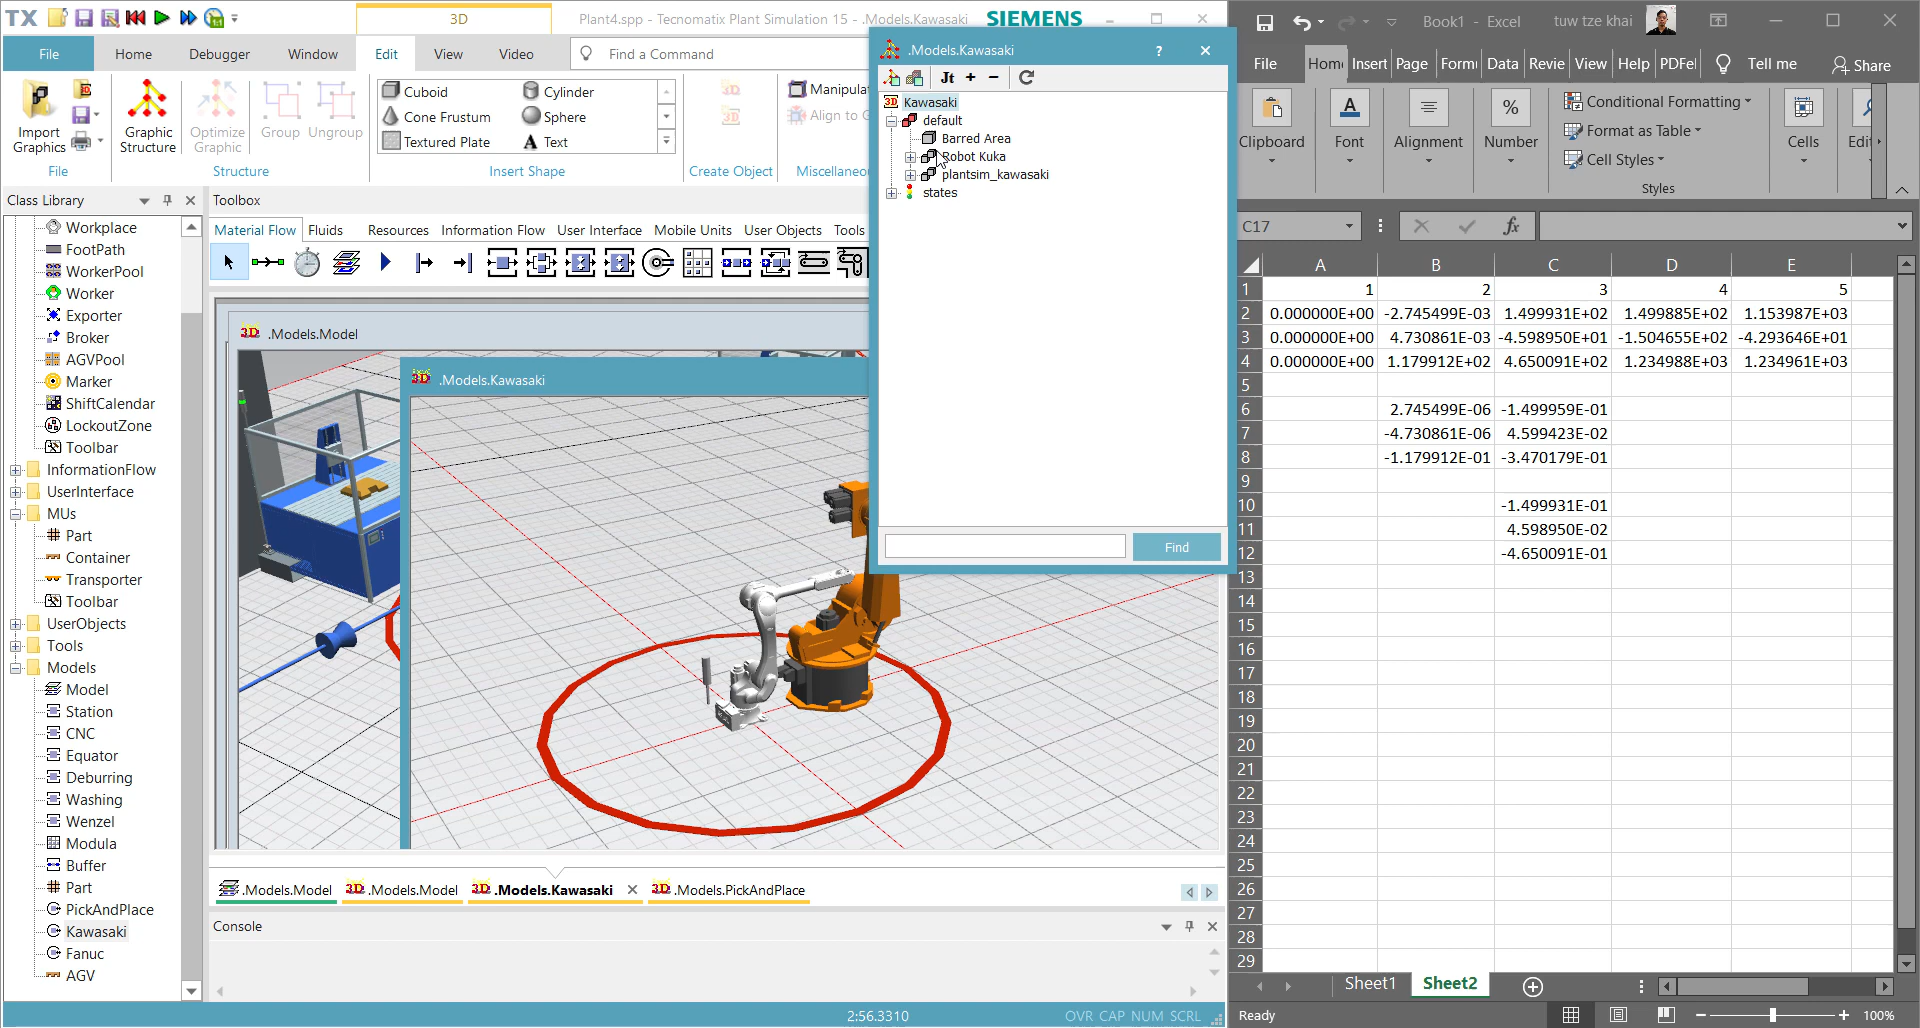 TX
3D
Plant4.spp - Tecnomatix Plant Simulation 15 - .Models.Kawasaki
SIEMENS
File
Home
Debugger
Window
Edit
View
Video
Find a Command
Import Graphics
File
Graphic Structure
Optimize Graphic
Group
Ungroup
Structure
Cuboid
Cylinder
Cone Frustum
Sphere
Textured Plate
A Text
Insert Shape
Create Object
Align to
Class Library
Workplace
FootPath
WorkerPool
Worker
Exporter
Broker
AGVPool
Marker
ShiftCalendar
LockoutZone
Toolbar
InformationFlow
UserInterface
MUs
Part
Container
Transporter
Toolbar
UserObjects
Tools
Models
Model
Station
CNC
Equator
Deburring
Washing
Wenzel
Modula
Buffer
Part
PickAndPlace
Kawasaki
Fanuc
AGV
Toolbox
Material Flow
Fluids
Resources
Information Flow
User Interface
Mobile Units
User Objects
Tools
3D .Models.Model
3D .Models.Kawasaki
.Models.Model
3D .Models.Model
3D .Models.Kawasaki
3D .Models.PickAndPlace
Console
2:56.3310
OVR CAP NUM SCRL
.Models.Kawasaki
?
Jt + −
3D Kawasaki
default
Barred Area
Robot Kuka
plantsim_kawasaki
states
Find
Book1 - Excel
tuw tze khai
File
Insert
Page
Data
View
Help
Tell me
Share
Clipboard
A
Font
Alignment
%
Number
Conditional Formatting
Format as Table
Cell Styles
Styles
Cells
C17
fx
A B C D E
1 1 2 3 4 5
2 0.000000E+00 -2.745499E-03 1.499931E+02 1.499885E+02 1.153987E+03
3 0.000000E+00 4.730861E-03 -4.598950E+01 -1.504655E+02 -4.293646E+01
4 0.000000E+00 1.179912E+02 4.650091E+02 1.234988E+03 1.234961E+03
5
6 2.745499E-06 -1.499959E-01
7 -4.730861E-06 4.599423E-02
8 -1.179912E-01 -3.470179E-01
9
10 -1.499931E-01
11 4.598950E-02
12 -4.650091E-01
13
14
15
16
17
18
19
20
21
22
23
24
25
26
27
28
29
Sheet1
Sheet2
Ready
100%